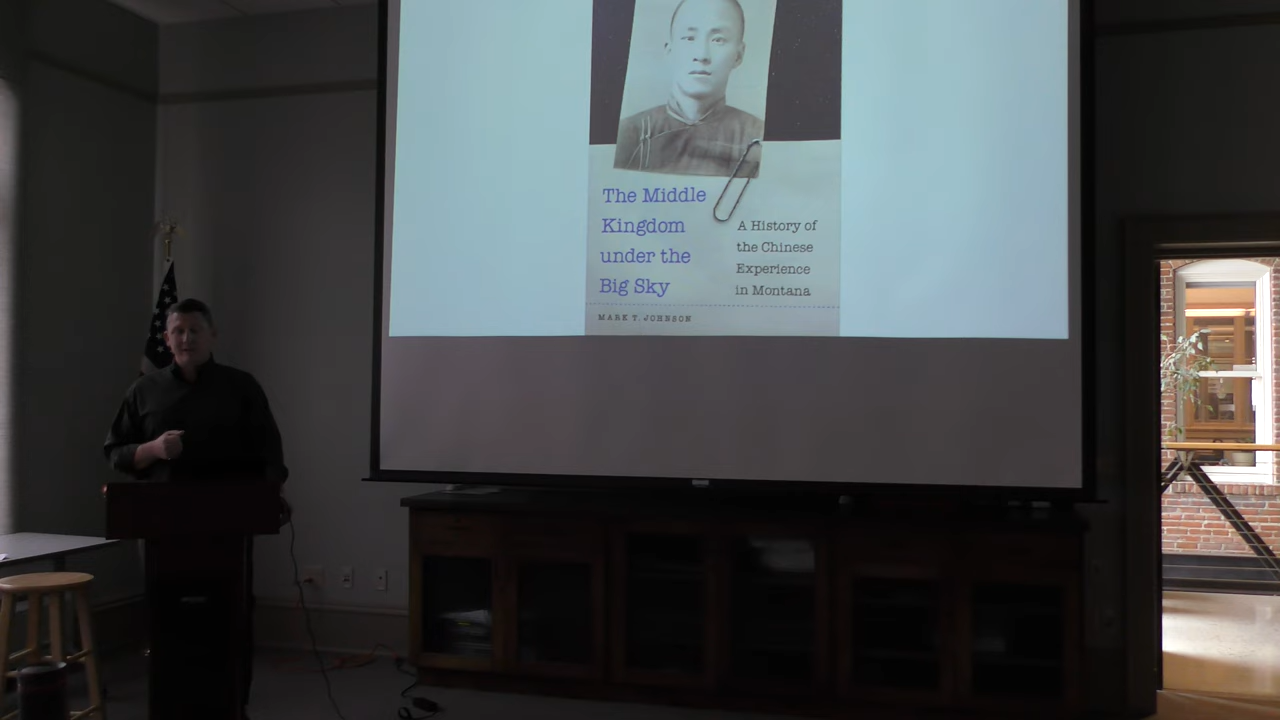 The Middle
Kingdom
under the
Big Sky
A History of
the Chinese
Experience
in Montana
MARK T. JOHNSON